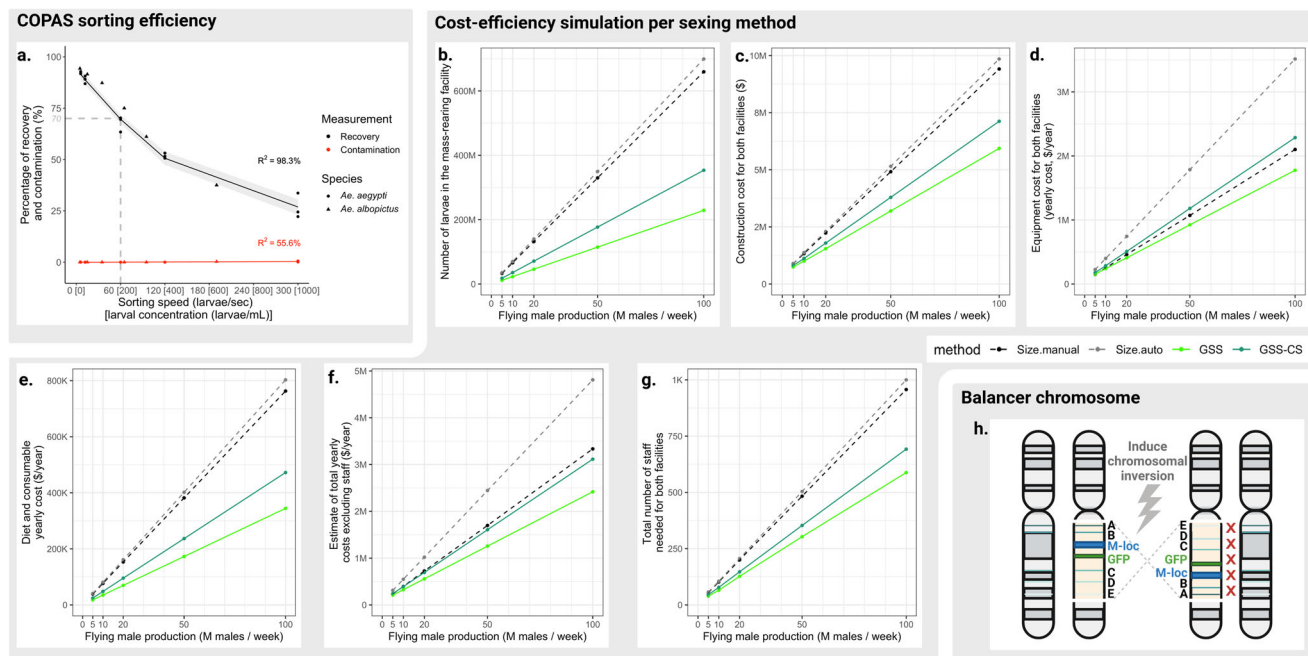 COPAS sorting efficiency
a.
Percentage of recovery
and contamination (%)
100
75
70
50
25
0
R² = 98.3%
R² = 55.6%
0 [0] 60 [200] 120 [400] 180 [600] 240 [800] 300 [1000]
Sorting speed (larvae/sec)
[larval concentration (larvae/mL)]
Measurement
Recovery
Contamination
Species
Ae. aegypti
Ae. albopictus
Cost-efficiency simulation per sexing method
b.
Number of larvae in the mass-rearing facility
600M
400M
200M
0
0 5 10 20 50 100
Flying male production (M males / week)
c.
Construction cost for both facilities ($)
10M
8M
5M
2M
0
0 5 10 20 50 100
Flying male production (M males / week)
d.
Equipment cost for both facilities
(yearly cost, $/year)
3M
2M
1M
0
0 5 10 20 50 100
Flying male production (M males / week)
method Size.manual Size.auto GSS GSS-CS
e.
Diet and consumable
yearly cost ($/year)
800K
600K
400K
200K
0
0 5 10 20 50 100
Flying male production (M males / week)
f.
Estimate of total yearly
costs excluding staff ($/year)
5M
4M
3M
2M
1M
0
0 5 10 20 50 100
Flying male production (M males / week)
g.
Total number of staff
needed for both facilities
1K
750
500
250
0
0 5 10 20 50 100
Flying male production (M males / week)
Balancer chromosome
h.
Induce
chromosomal
inversion
A
B
M-loc
GFP
C
D
E
E
D
C
GFP
M-loc
B
A
X
X
X
X
X